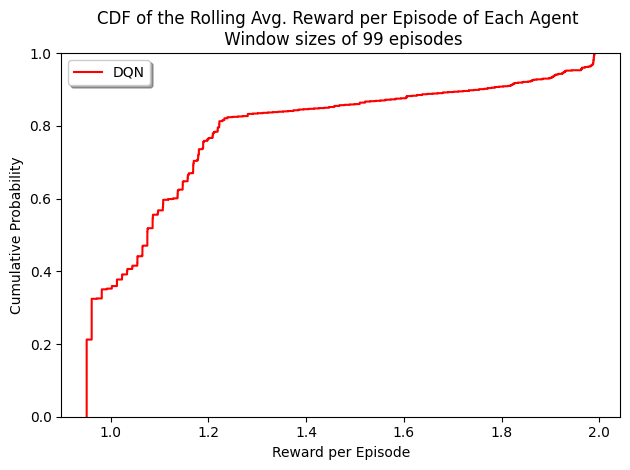 CDF of the Rolling Avg. Reward per Episode of Each Agent
Window sizes of 99 episodes
DQN
1.0
0.8
0.6
0.4
0.2
0.0
Cumulative Probability
1.0 1.2 1.4 1.6 1.8 2.0
Reward per Episode